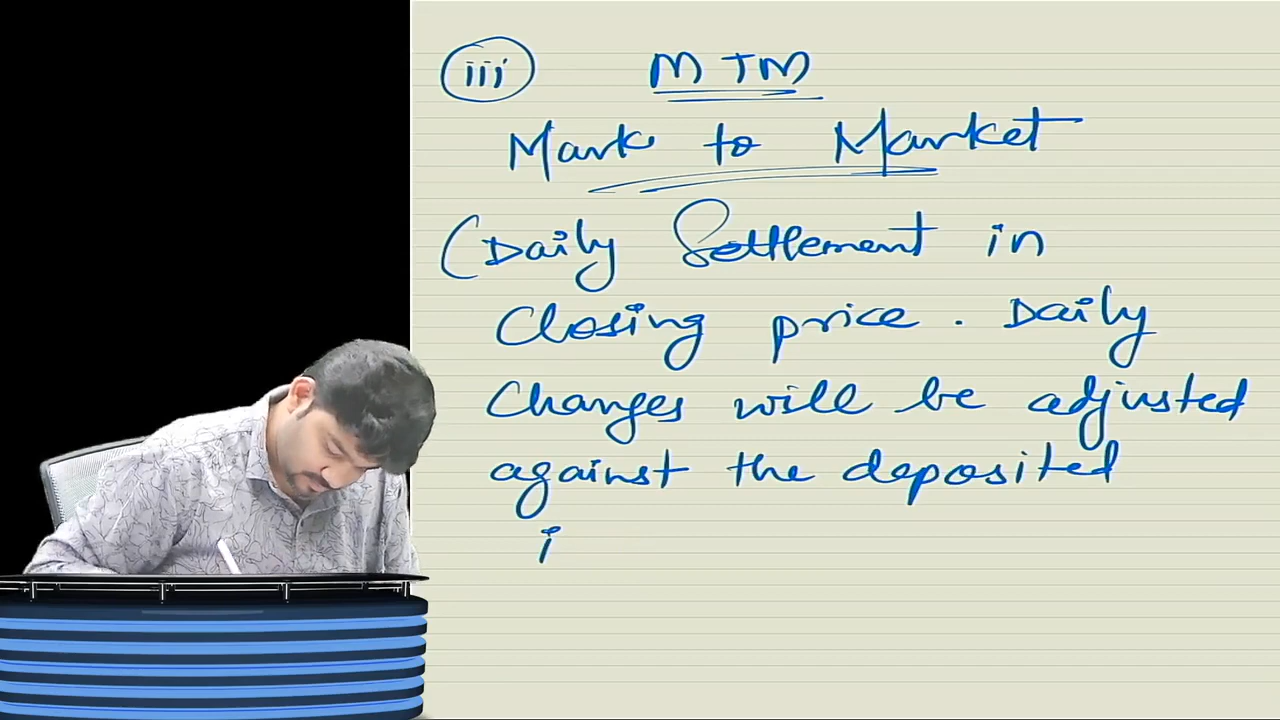 iii MTM
Mark to Market
(Daily Settlement in
Closing price. Daily
Changes will be adjusted
against the deposited
i